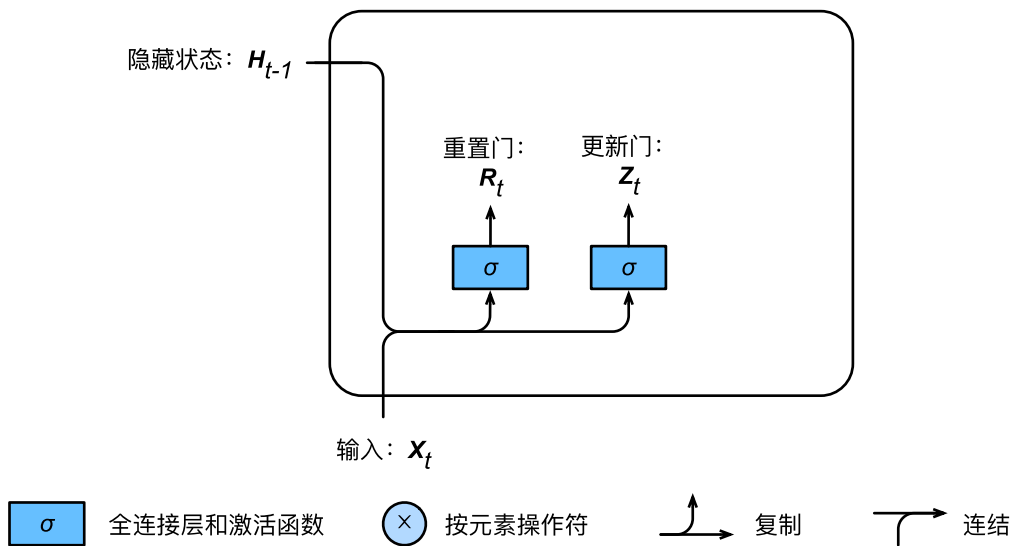 隐藏状态：H_{t-1}
重置门：
R_t
更新门：
Z_t
σ
σ
输入：X_t
σ 全连接层和激活函数
× 按元素操作符
复制
连结